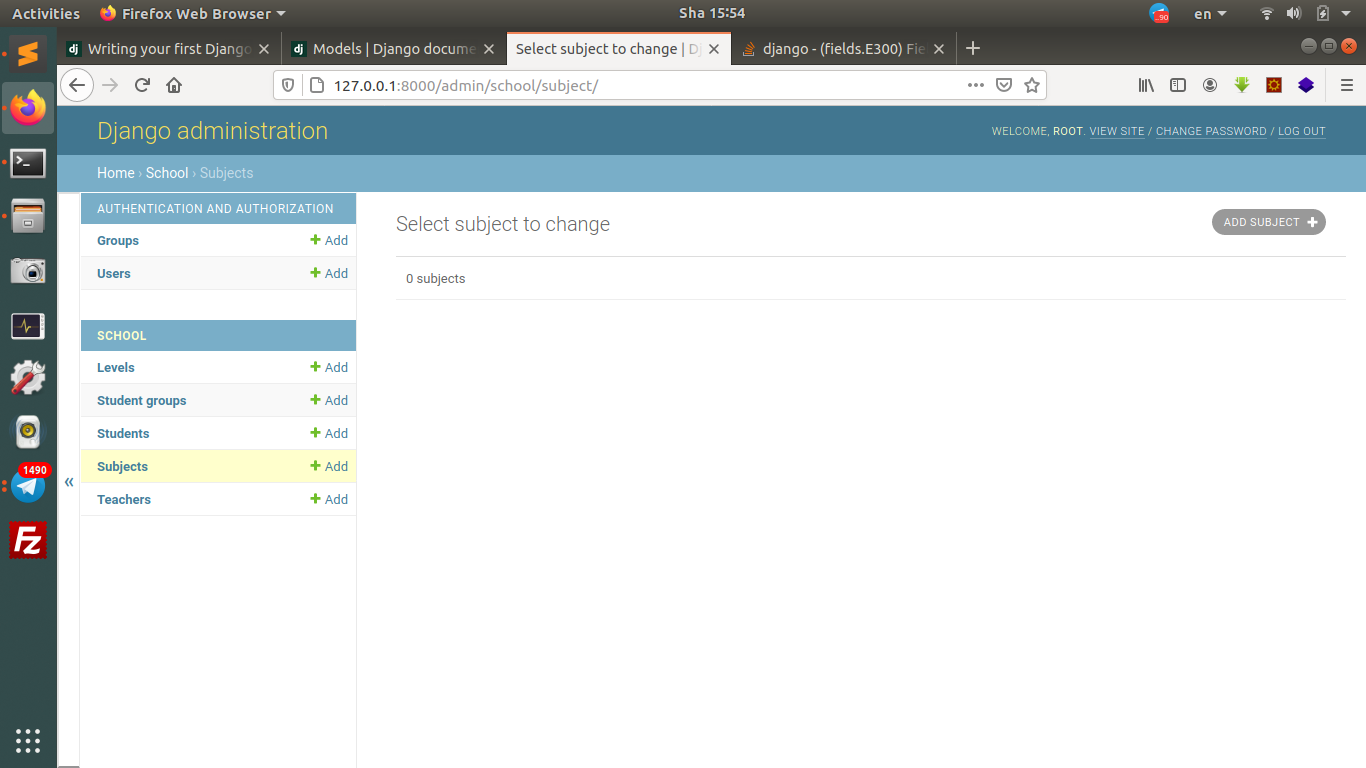 Activities Firefox Web Browser Sha 15:54 90 en
Writing your first Django Models | Django docume Select subject to change | Dj django - (fields.E300) Fie
127.0.0.1:8000/admin/school/subject/
Django administration WELCOME, ROOT. VIEW SITE / CHANGE PASSWORD / LOG OUT
Home › School › Subjects
AUTHENTICATION AND AUTHORIZATION
Groups Add
Users Add
SCHOOL
Levels Add
Student groups Add
Students Add
Subjects Add
Teachers Add
«
Select subject to change ADD SUBJECT
0 subjects
1490
Fz